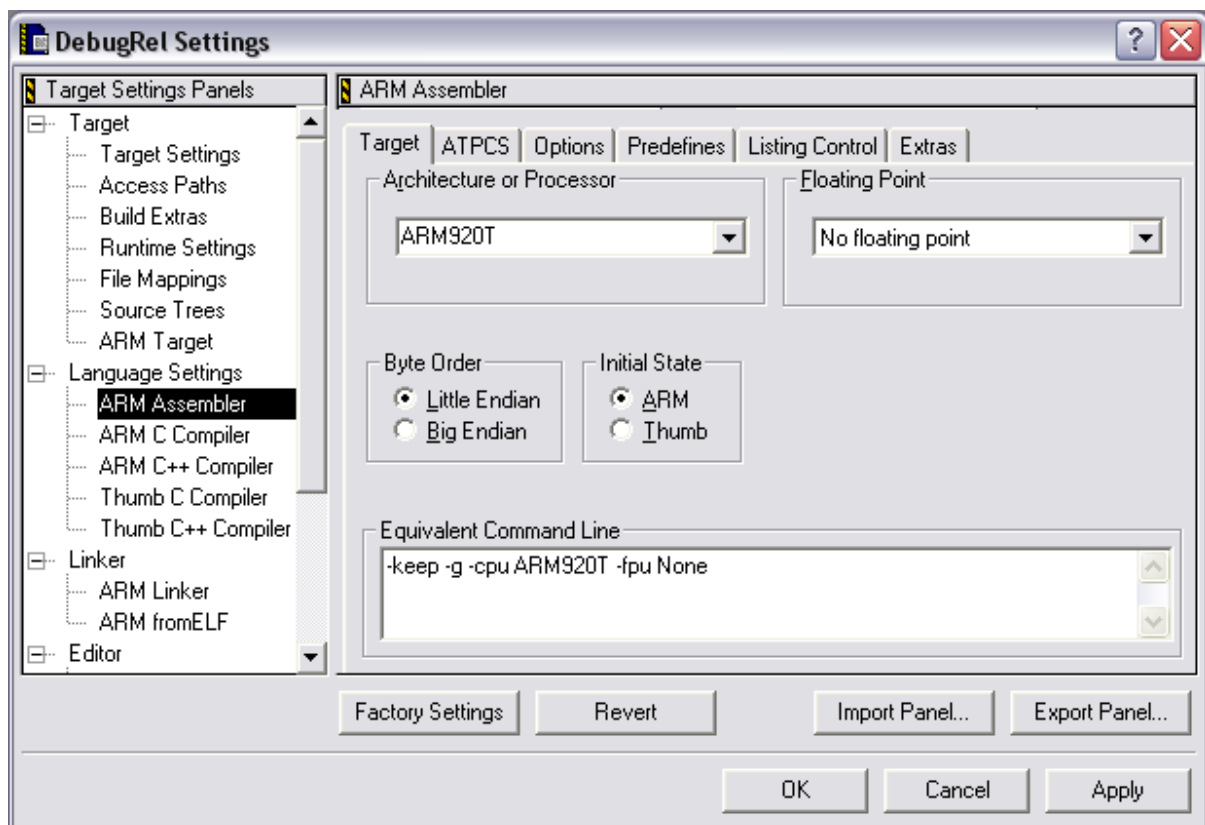 DebugRel Settings
Target Settings Panels
Target
Target Settings
Access Paths
Build Extras
Runtime Settings
File Mappings
Source Trees
ARM Target
Language Settings
ARM Assembler
ARM C Compiler
ARM C++ Compiler
Thumb C Compiler
Thumb C++ Compiler
Linker
ARM Linker
ARM fromELF
Editor
ARM Assembler
Target ATPCS Options Predefines Listing Control Extras
Architecture or Processor
ARM920T
Floating Point
No floating point
Byte Order
Little Endian
Big Endian
Initial State
ARM
Thumb
Equivalent Command Line
-keep -g -cpu ARM920T -fpu None
Factory Settings Revert Import Panel... Export Panel...
OK Cancel Apply